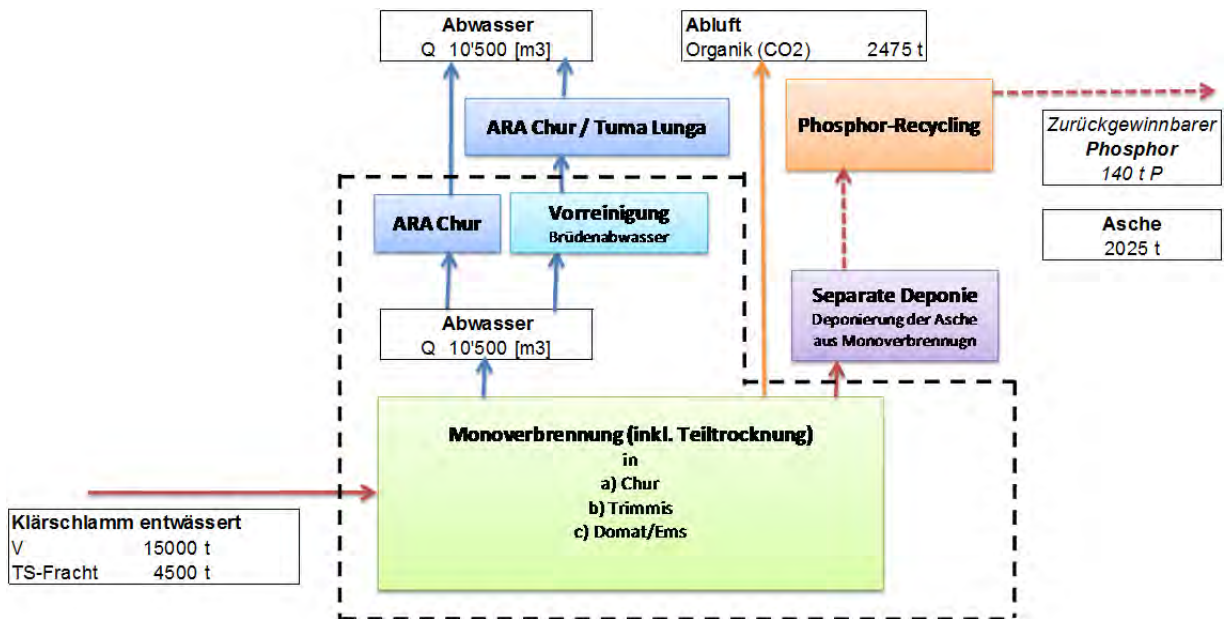 Abwasser
Q 10'500 [m3]
Abluft
Organik (CO2) 2475 t
ARA Chur / Tuma Lunga
Phosphor-Recycling
Zurückgewinnbarer
Phosphor
140 t P
ARA Chur
Vorreinigung
Brüdenabwasser
Asche
2025 t
Separate Deponie
Deponierung der Asche
aus Monoverbrennugn
Abwasser
Q 10'500 [m3]
Monoverbrennung (inkl. Teiltrocknung)
in
a) Chur
b) Trimmis
c) Domat/Ems
Klärschlamm entwässert
V 15000 t
TS-Fracht 4500 t